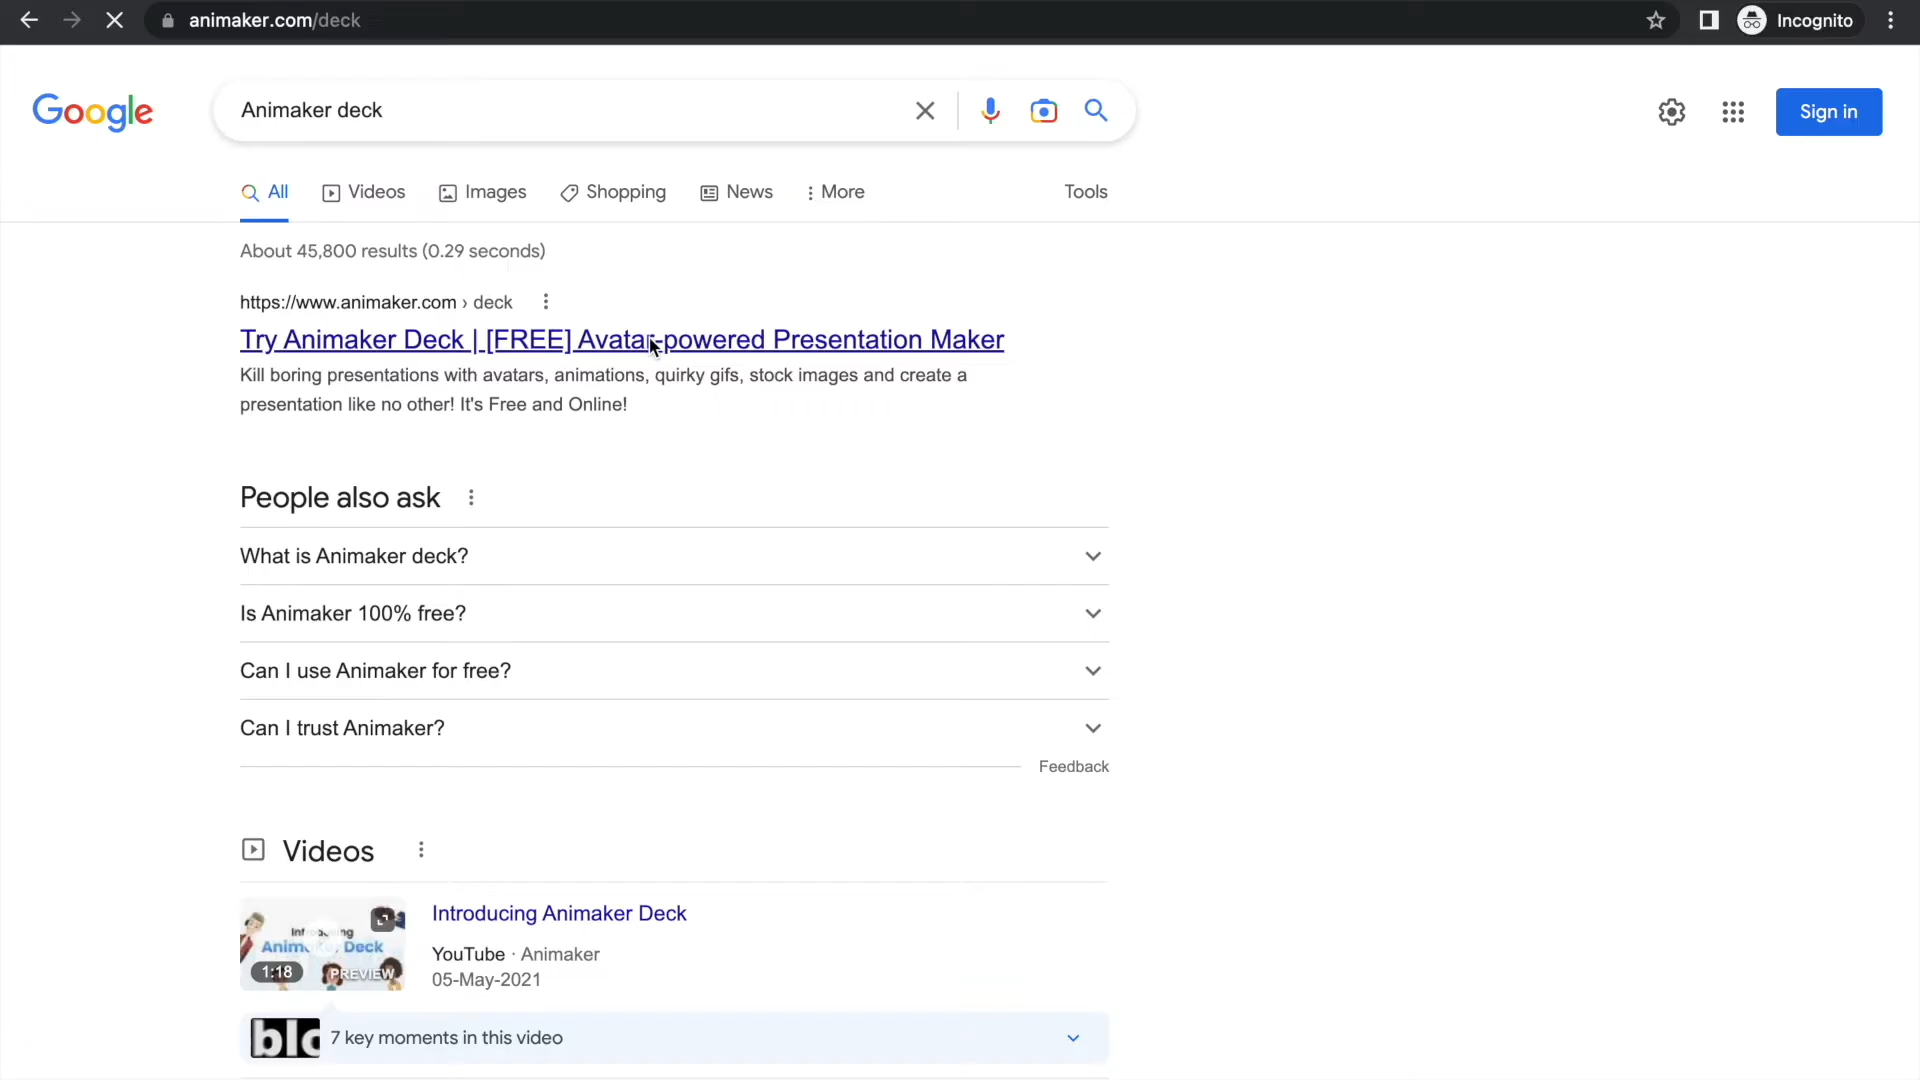 animaker.com/deck
Incognito
Google
Animaker deck
Sign in
All
Videos
Images
Shopping
News
More
Tools
About 45,800 results (0.29 seconds)
https://www.animaker.com › deck
Try Animaker Deck | [FREE] Avatar-powered Presentation Maker
Kill boring presentations with avatars, animations, quirky gifs, stock images and create a
presentation like no other! It's Free and Online!
People also ask
What is Animaker deck?
Is Animaker 100% free?
Can I use Animaker for free?
Can I trust Animaker?
Feedback
Videos
Deck
1:18
PREVIEW
Introducing Animaker Deck
YouTube · Animaker
05-May-2021
7 key moments in this video